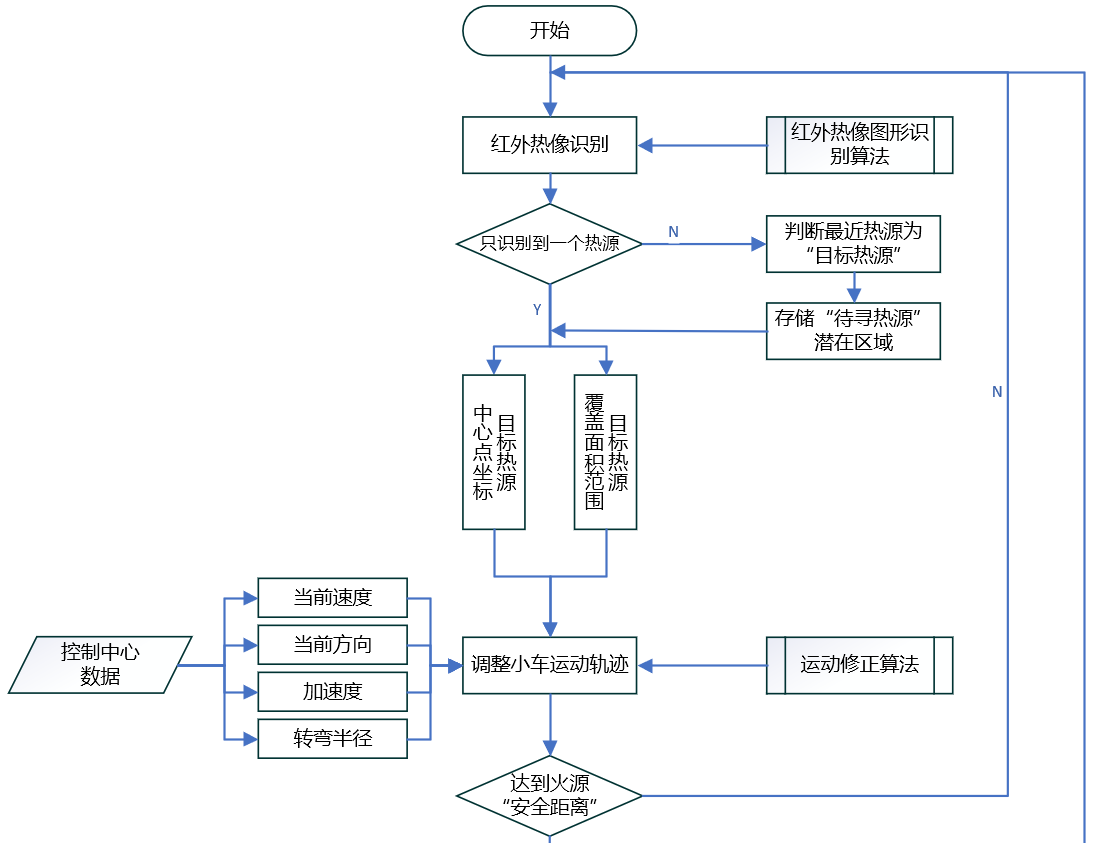 开始
红外热像识别
红外热像图形识
别算法
只识别到一个热源
N
判断最近热源为
“目标热源”
Y
存储“待寻热源”
潜在区域
N
目标热源
中心点坐标
目标热源
覆盖面积范围
当前速度
当前方向
加速度
转弯半径
控制中心
数据
调整小车运动轨迹
运动修正算法
达到火源
“安全距离”